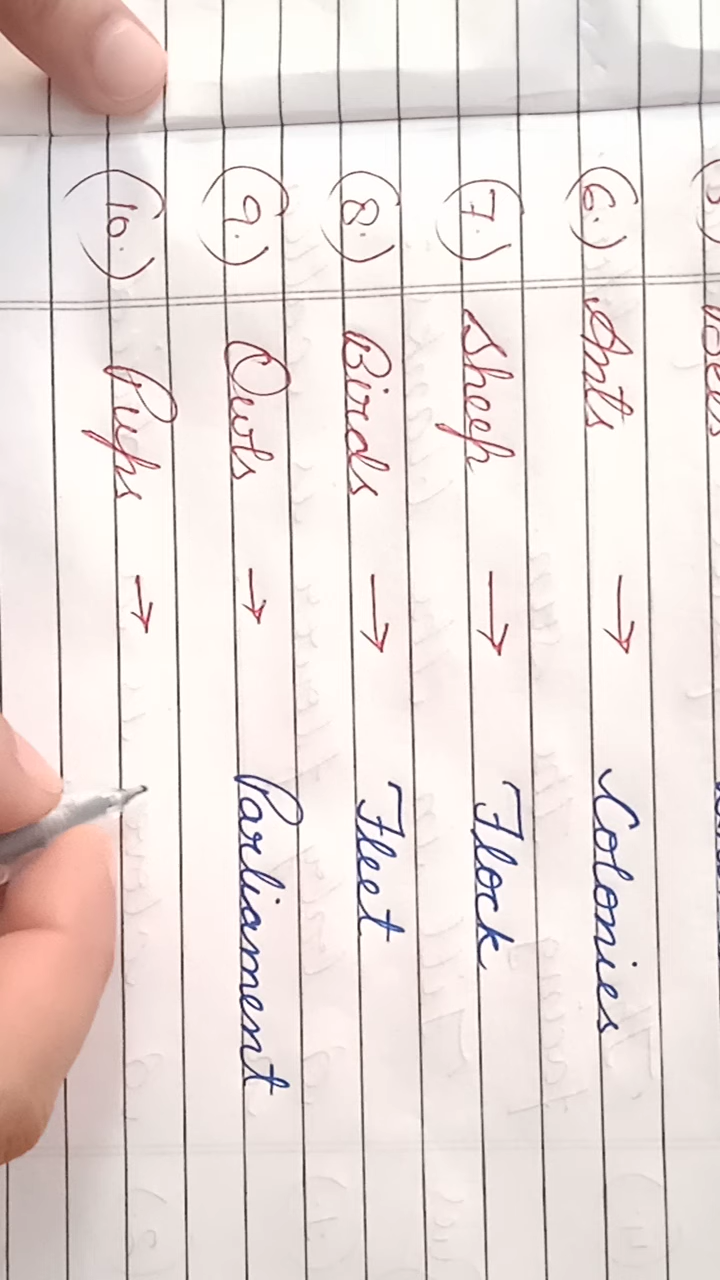 (6.) Ants → Colonies
(7.) Sheep → Flock
(8.) Birds → Fleet
(9.) Owls → Parliament
(10.) Pups →